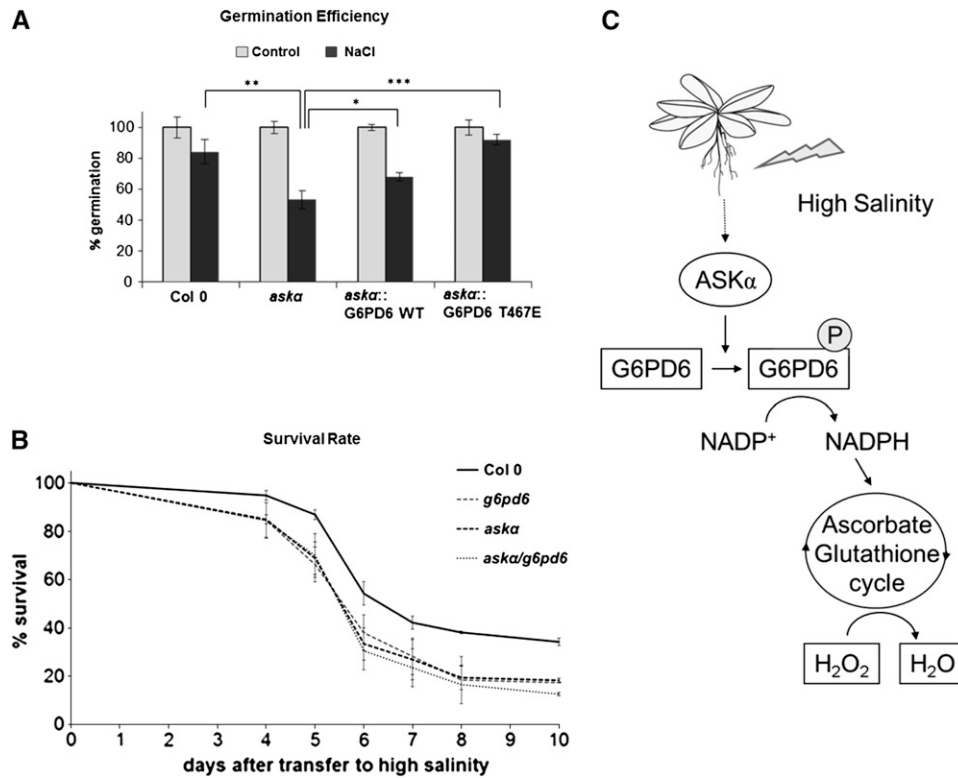 A
Germination Efficiency
Control NaCl
** *** *
% germination
100
80
60
40
20
0
Col 0 askα askα:: G6PD6 WT askα:: G6PD6 T467E
B
Survival Rate
Col 0
g6pd6
askα
askα/g6pd6
% survival
100
80
60
40
20
0
0 1 2 3 4 5 6 7 8 9 10
days after transfer to high salinity
C
High Salinity
ASKα
P
G6PD6 G6PD6
NADP+ NADPH
Ascorbate
Glutathione
cycle
H2O2 H2O